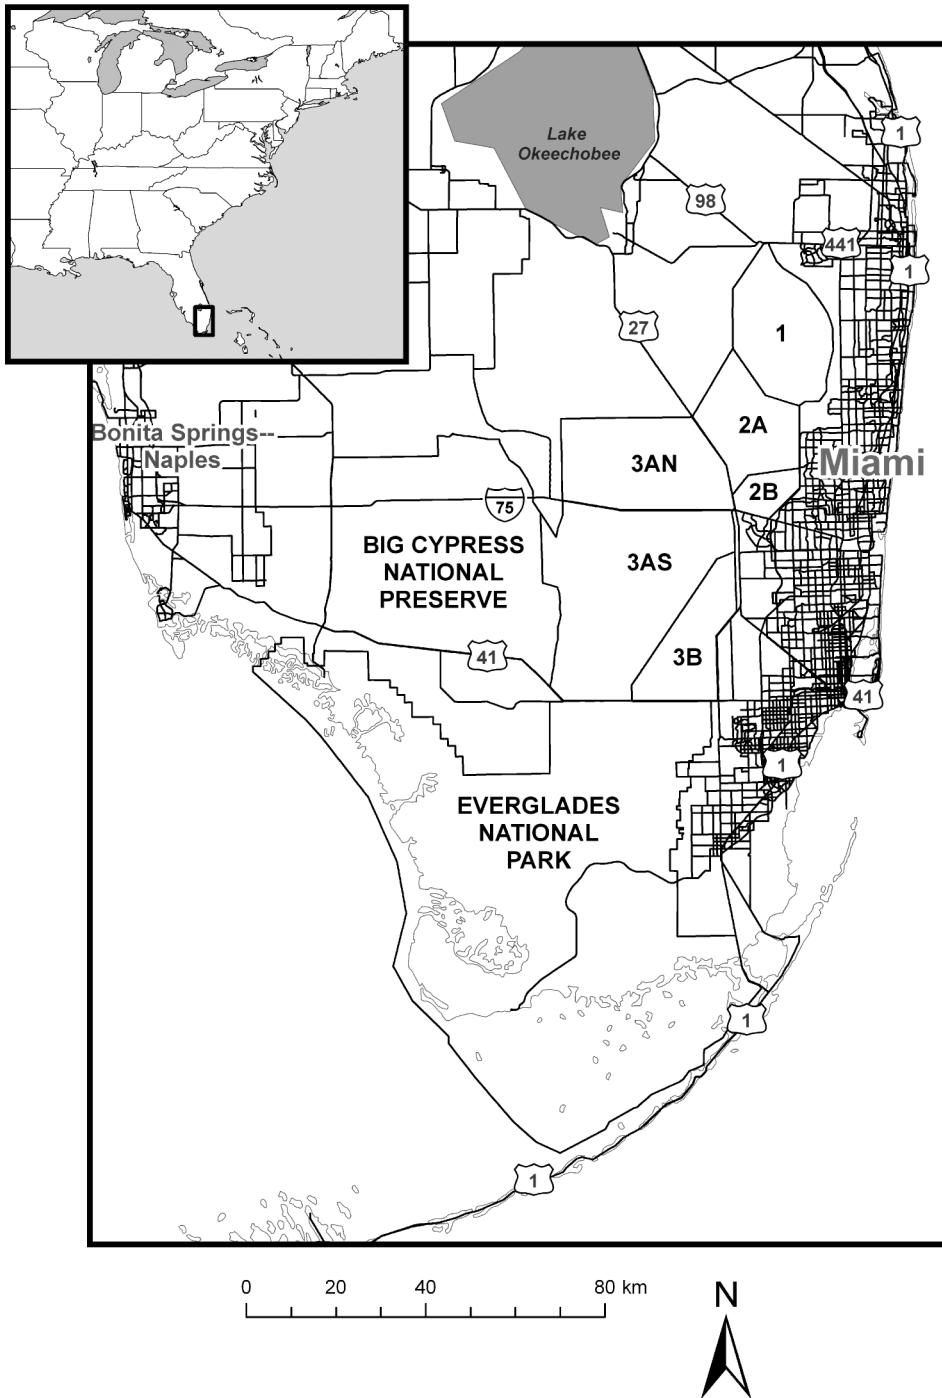 Lake
Okeechobee
1
98
441
1
27
1
2A
Bonita Springs--
Naples
3AN
Miami
2B
75
BIG CYPRESS
NATIONAL
PRESERVE
3AS
41
3B
41
1
EVERGLADES
NATIONAL
PARK
1
1
0 20 40 80 km
N